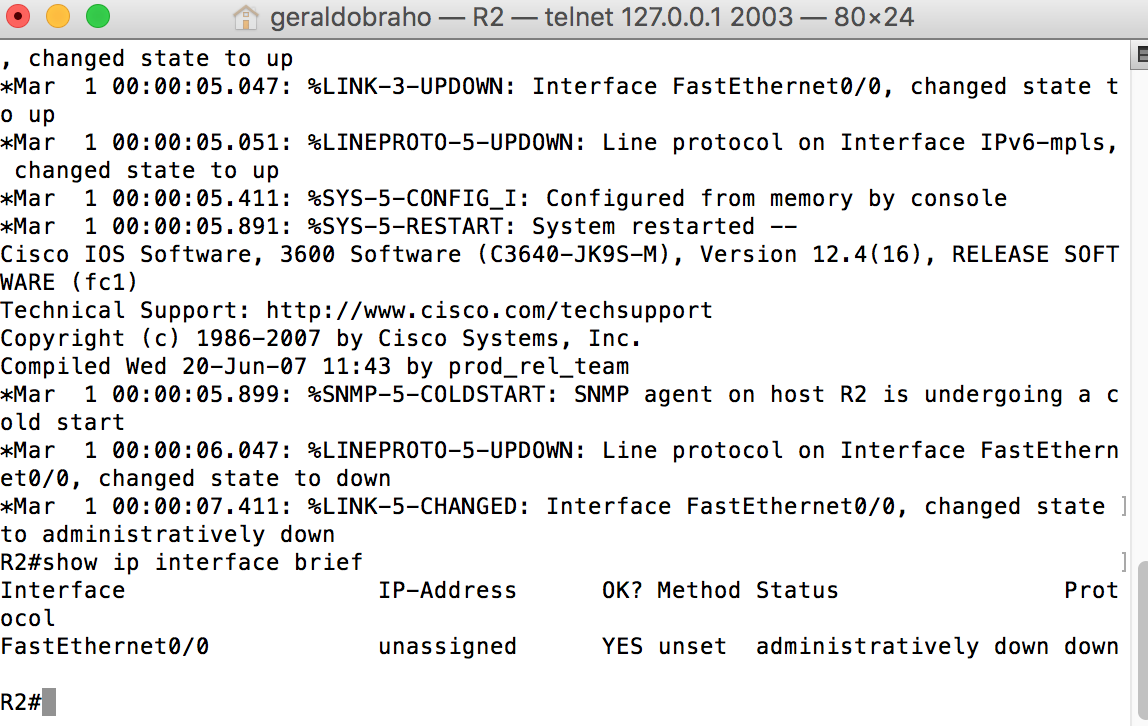 geraldobraho — R2 — telnet 127.0.0.1 2003 — 80×24
, changed state to up
*Mar  1 00:00:05.047: %LINK-3-UPDOWN: Interface FastEthernet0/0, changed state t
o up
*Mar  1 00:00:05.051: %LINEPROTO-5-UPDOWN: Line protocol on Interface IPv6-mpls,
 changed state to up
*Mar  1 00:00:05.411: %SYS-5-CONFIG_I: Configured from memory by console
*Mar  1 00:00:05.891: %SYS-5-RESTART: System restarted --
Cisco IOS Software, 3600 Software (C3640-JK9S-M), Version 12.4(16), RELEASE SOFT
WARE (fc1)
Technical Support: http://www.cisco.com/techsupport
Copyright (c) 1986-2007 by Cisco Systems, Inc.
Compiled Wed 20-Jun-07 11:43 by prod_rel_team
*Mar  1 00:00:05.899: %SNMP-5-COLDSTART: SNMP agent on host R2 is undergoing a c
old start
*Mar  1 00:00:06.047: %LINEPROTO-5-UPDOWN: Line protocol on Interface FastEthern
et0/0, changed state to down
*Mar  1 00:00:07.411: %LINK-5-CHANGED: Interface FastEthernet0/0, changed state ]
to administratively down
R2#show ip interface brief ]
Interface                  IP-Address      OK? Method Status                Prot
ocol
FastEthernet0/0            unassigned      YES unset  administratively down down
R2#